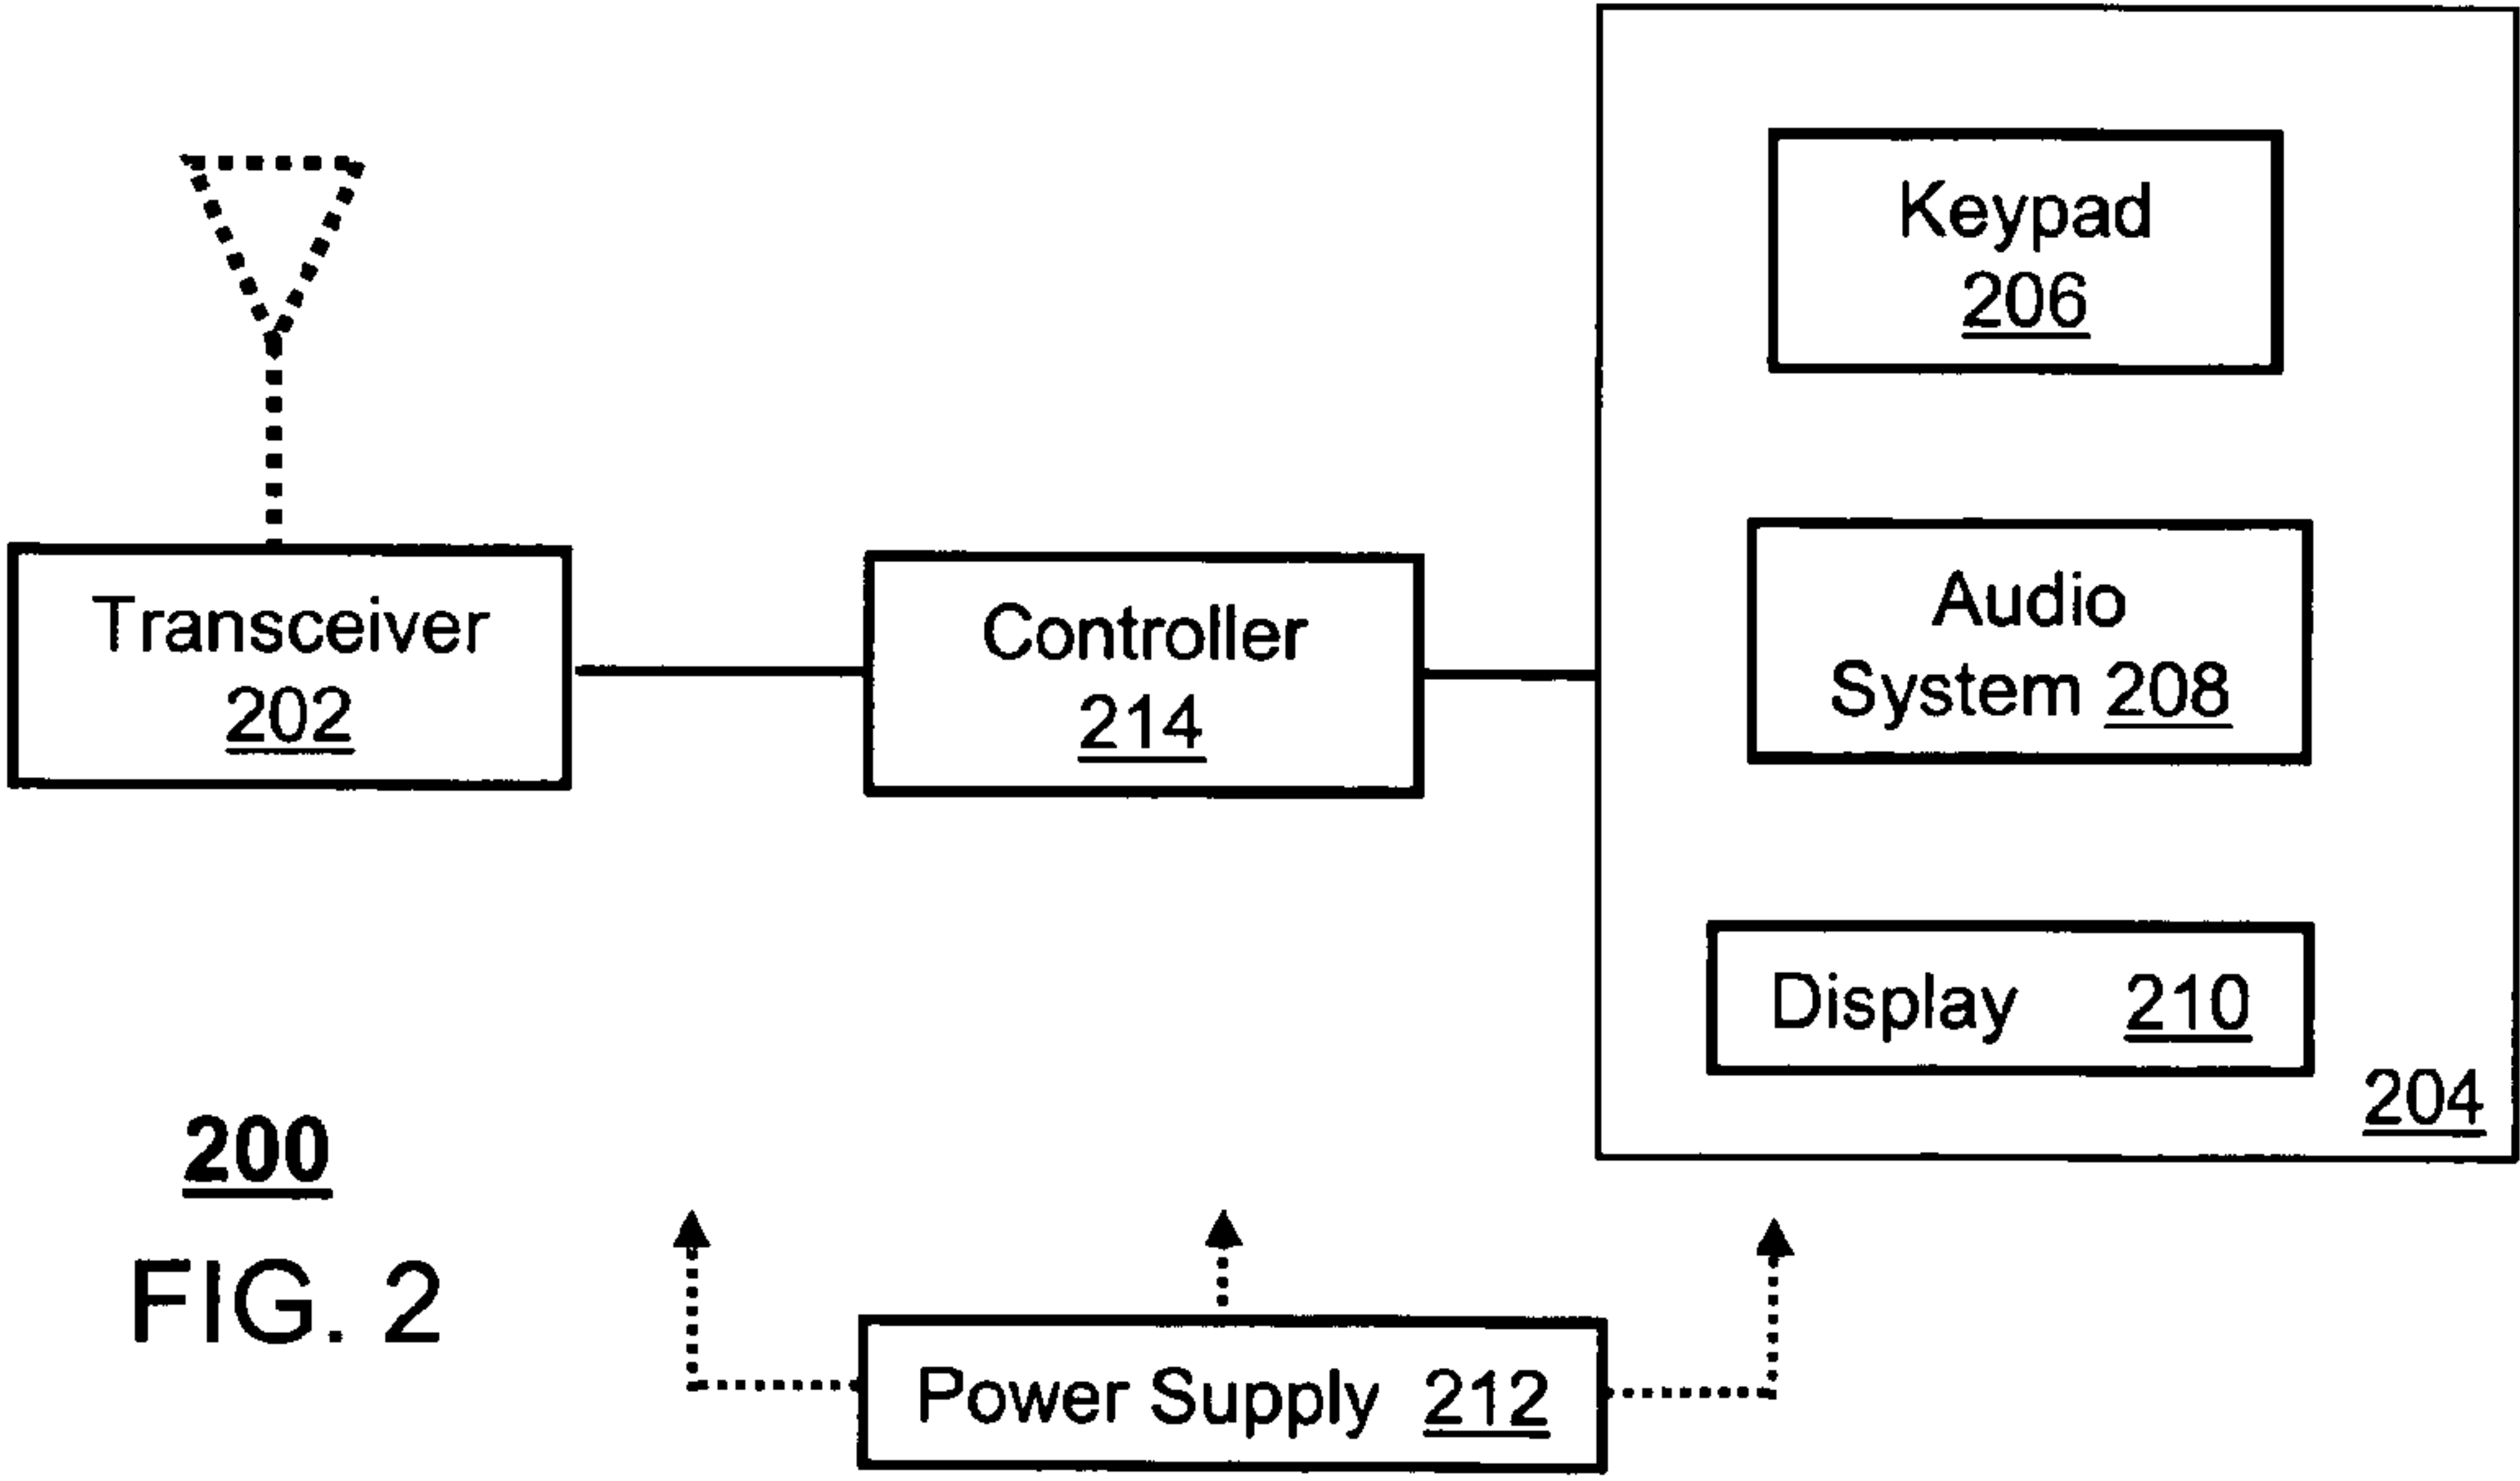 Keypad
206
Transceiver
202
Controller
214
Audio
System 208
Display 210
204
200
FIG. 2
Power Supply 212